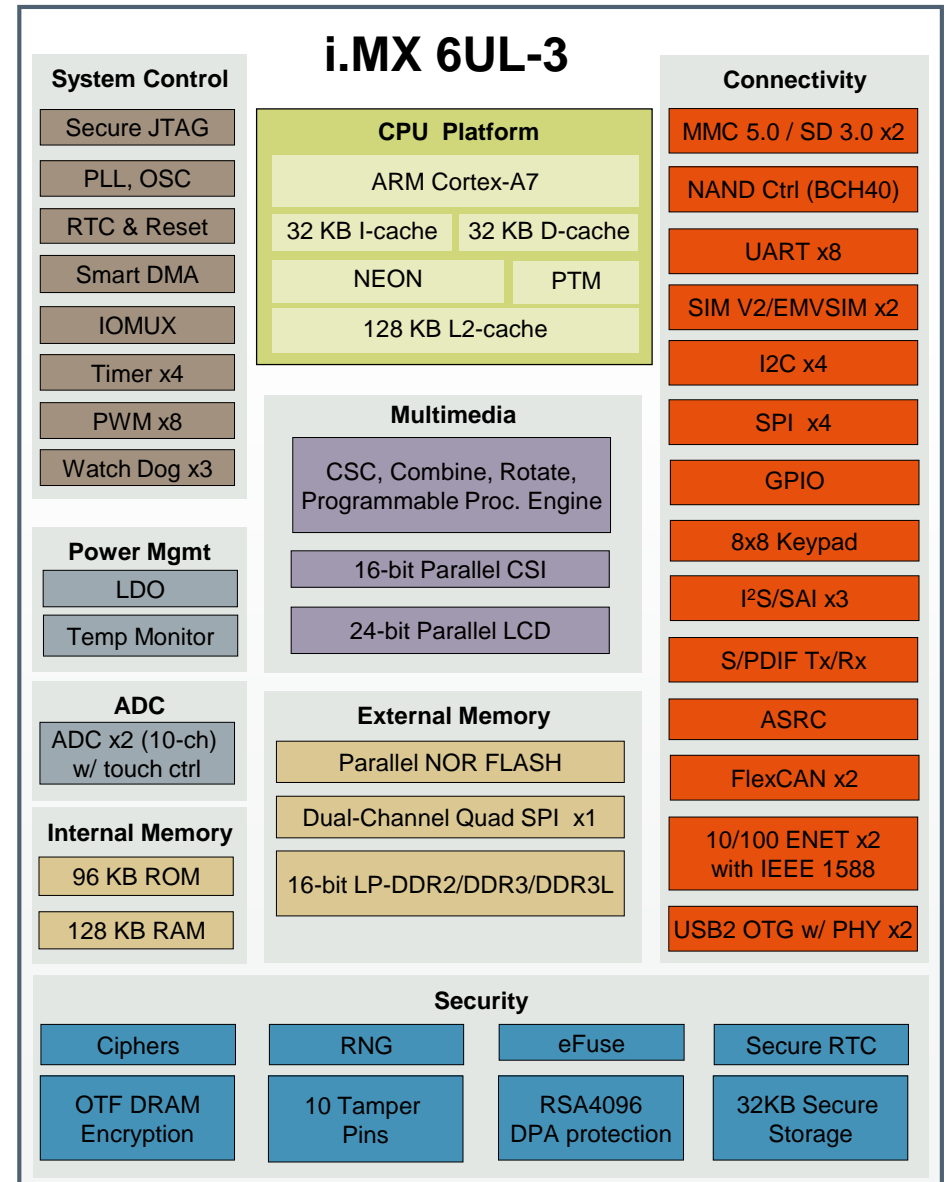 i.MX 6UL-3
System Control
Secure JTAG
PLL, OSC
RTC & Reset
Smart DMA
IOMUX
Timer x4
PWM x8
Watch Dog x3
Power Mgmt
LDO
Temp Monitor
ADC
ADC x2 (10-ch)
w/ touch ctrl
Internal Memory
96 KB ROM
128 KB RAM
CPU Platform
ARM Cortex-A7
32 KB I-cache
32 KB D-cache
NEON
PTM
128 KB L2-cache
Multimedia
CSC, Combine, Rotate,
Programmable Proc. Engine
16-bit Parallel CSI
24-bit Parallel LCD
External Memory
Parallel NOR FLASH
Dual-Channel Quad SPI x1
16-bit LP-DDR2/DDR3/DDR3L
Connectivity
MMC 5.0 / SD 3.0 x2
NAND Ctrl (BCH40)
UART x8
SIM V2/EMVSIM x2
I2C x4
SPI x4
GPIO
8x8 Keypad
I²S/SAI x3
S/PDIF Tx/Rx
ASRC
FlexCAN x2
10/100 ENET x2
with IEEE 1588
USB2 OTG w/ PHY x2
Security
Ciphers
RNG
eFuse
Secure RTC
OTF DRAM
Encryption
10 Tamper
Pins
RSA4096
DPA protection
32KB Secure
Storage